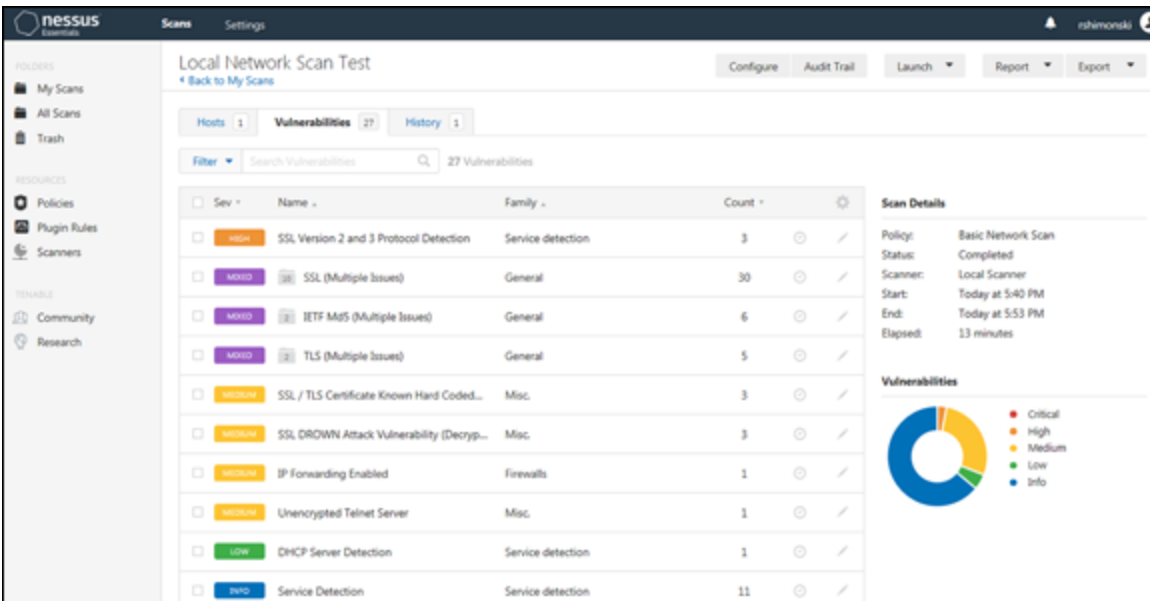 nessus
Essentials
Scans Settings
rshimonski
FOLDERS
My Scans
All Scans
Trash
RESOURCES
Policies
Plugin Rules
Scanners
TENABLE
Community
Research
Local Network Scan Test
Back to My Scans
Configure Audit Trail Launch Report Export
Hosts 1 Vulnerabilities 27 History 1
Filter Search Vulnerabilities 27 Vulnerabilities
Sev Name Family Count
HIGH SSL Version 2 and 3 Protocol Detection Service detection 3
MIXED SSL (Multiple Issues) General 30
MIXED 2 IETF Md5 (Multiple Issues) General 6
MIXED 2 TLS (Multiple Issues) General 5
MEDIUM SSL / TLS Certificate Known Hard Coded... Misc. 3
MEDIUM SSL DROWN Attack Vulnerability (Decryp... Misc. 3
MEDIUM IP Forwarding Enabled Firewalls 1
MEDIUM Unencrypted Telnet Server Misc. 1
LOW DHCP Server Detection Service detection 1
INFO Service Detection Service detection 11
Scan Details
Policy: Basic Network Scan
Status: Completed
Scanner: Local Scanner
Start: Today at 5:40 PM
End: Today at 5:53 PM
Elapsed: 13 minutes
Vulnerabilities
Critical
High
Medium
Low
Info